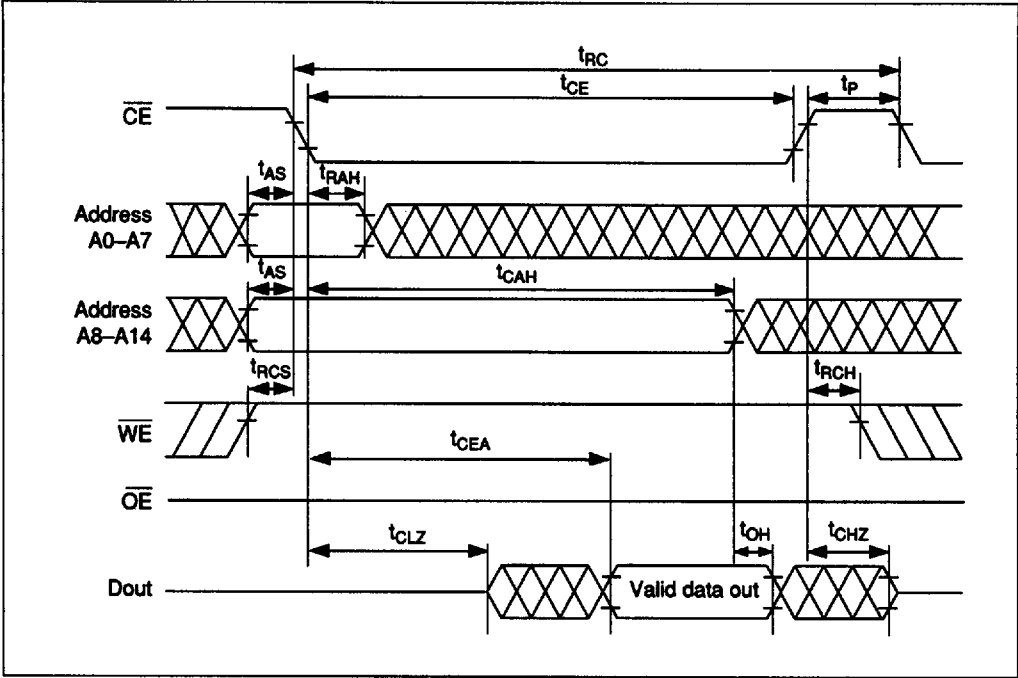 tRC
tCE
tP
CE
tAS
tRAH
Address
A0–A7
tAS
tCAH
Address
A8–A14
tRCS
tRCH
WE
tCEA
OE
tCLZ
tOH
tCHZ
Dout
Valid data out